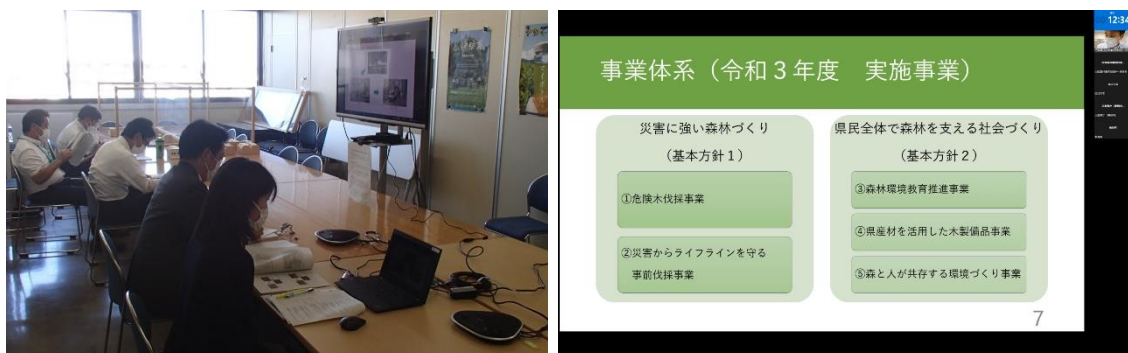 12:34
事業体系（令和３年度　実施事業）
災害に強い森林づくり
（基本方針１）
①危険木伐採事業
②災害からライフラインを守る
事前伐採事業
県民全体で森林を支える社会づくり
（基本方針２）
③森林環境教育推進事業
④県産材を活用した木製備品事業
⑤森と人が共存する環境づくり事業
7